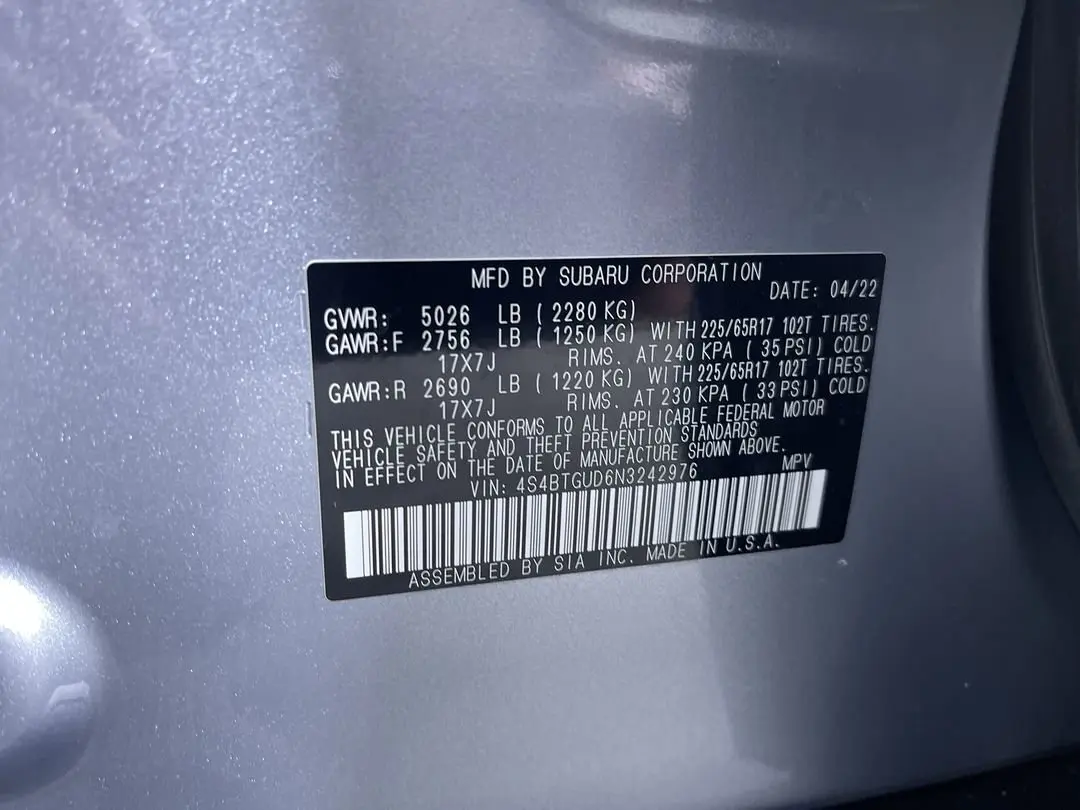 MFD BY SUBARU CORPORATION
DATE: 04/22
GVWR: 5026 LB ( 2280 KG)
GAWR:F 2756 LB ( 1250 KG) WITH 225/65R17 102T TIRES.
17X7J RIMS. AT 240 KPA ( 35 PSI) COLD
GAWR:R 2690 LB ( 1220 KG) WITH 225/65R17 102T TIRES.
17X7J RIMS. AT 230 KPA ( 33 PSI) COLD
THIS VEHICLE CONFORMS TO ALL APPLICABLE FEDERAL MOTOR
VEHICLE SAFETY AND THEFT PREVENTION STANDARDS
IN EFFECT ON THE DATE OF MANUFACTURE SHOWN ABOVE.
VIN: 4S4BTGUD6N3242976 MPV
ASSEMBLED BY SIA INC. MADE IN U.S.A.